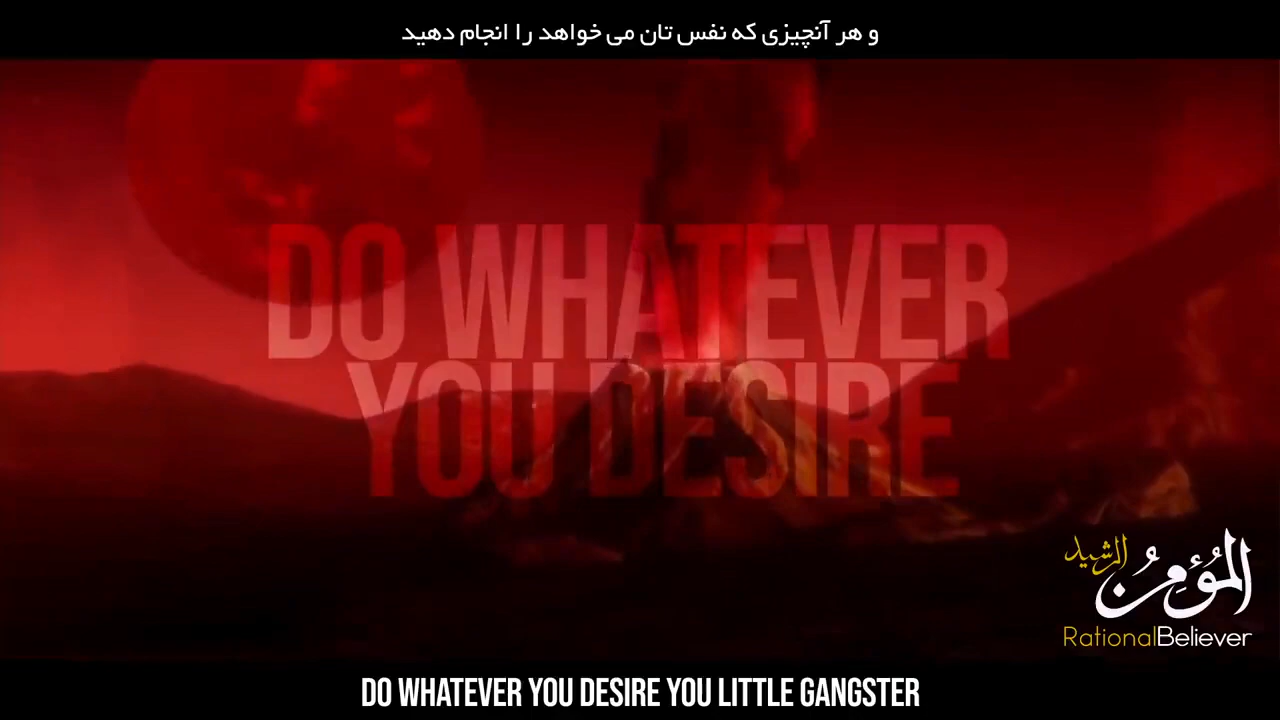 و هر آنچیزی که نفس تان می خواهد را انجام دهید
DO WHATEVER
YOU DESIRE
المؤمن الرشيد
RationalBeliever
DO WHATEVER YOU DESIRE YOU LITTLE GANGSTER